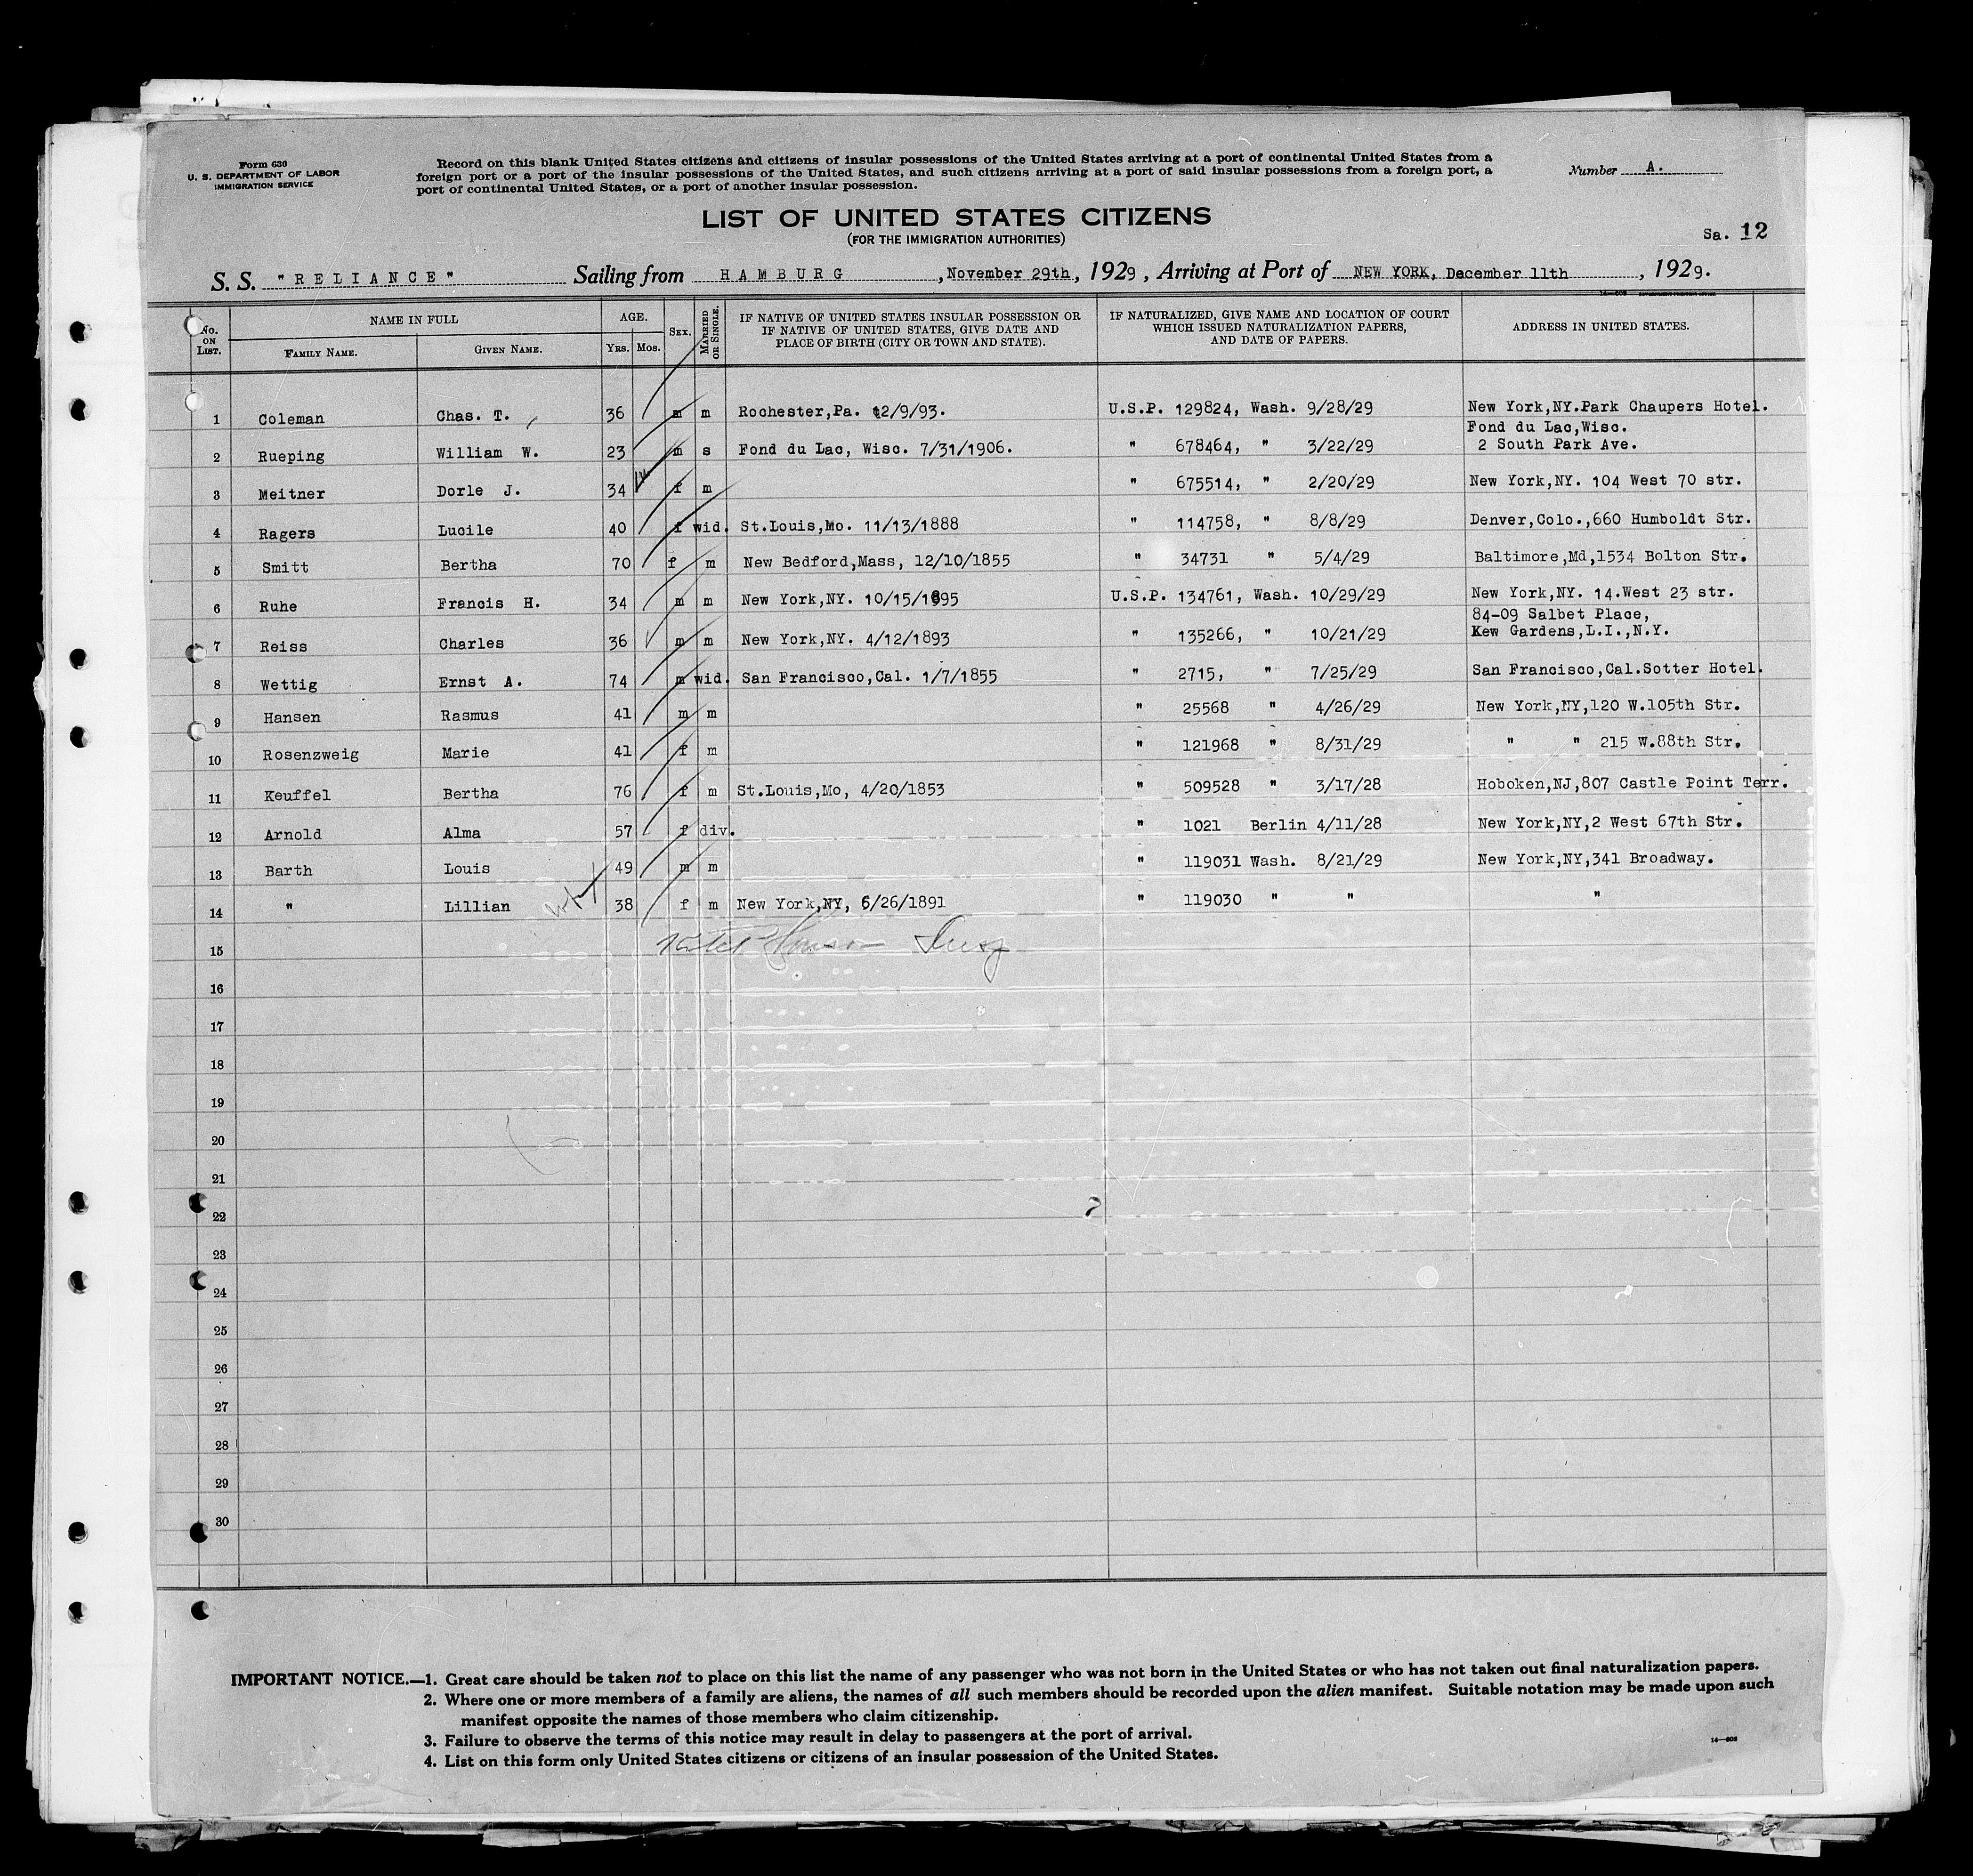 Form 630
U. S. DEPARTMENT OF LABOR
IMMIGRATION SERVICE
Record on this blank United States citizens and citizens of insular possessions of the United States arriving at a port of continental United States from a
foreign port or a port of the insular possessions of the United States, and such citizens arriving at a port of said insular possessions from a foreign port, a
port of continental United States, or a port of another insular possession.
Number A.
LIST OF UNITED STATES CITIZENS
(FOR THE IMMIGRATION AUTHORITIES)
Sa. 12
S. S. "RELIANCE" Sailing from HAMBURG, November 29th, 1929, Arriving at Port of NEW YORK, December 11th, 1929.
No. ON LIST. NAME IN FULL AGE. SEX. MARRIED OR SINGLE. IF NATIVE OF UNITED STATES INSULAR POSSESSION OR IF NATIVE OF UNITED STATES, GIVE DATE AND PLACE OF BIRTH (CITY OR TOWN AND STATE). IF NATURALIZED, GIVE NAME AND LOCATION OF COURT WHICH ISSUED NATURALIZATION PAPERS, AND DATE OF PAPERS. ADDRESS IN UNITED STATES.
FAMILY NAME. GIVEN NAME. YRS. MOS.
1 Coleman Chas. T. 36 m m Rochester,Pa. 12/9/93. U.S.P. 129824, Wash. 9/28/29 New York,NY.Park Chaupers Hotel.
Fond du Lac,Wisc.
2 Rueping William W. 23 m s Fond du Lac, Wisc. 7/31/1906. " 678464, " 3/22/29 2 South Park Ave.
3 Meitner Dorle J. 34 f m " 675514, " 2/20/29 New York,NY. 104 West 70 str.
4 Ragers Lucile 40 f wid. St.Louis,Mo. 11/13/1888 " 114758, " 8/8/29 Denver,Colo.,660 Humboldt Str.
5 Smitt Bertha 70 f m New Bedford,Mass, 12/10/1855 " 34731 " 5/4/29 Baltimore,Md,1534 Bolton Str.
6 Ruhe Francis H. 34 m m New York,NY. 10/15/1895 U.S.P. 134761, Wash. 10/29/29 New York,NY. 14.West 23 str.
84-09 Salbet Place,
7 Reiss Charles 36 m m New York,NY. 4/12/1893 " 135266, " 10/21/29 Kew Gardens,L.I.,N.Y.
8 Wettig Ernst A. 74 m wid. San Francisco,Cal. 1/7/1855 " 2715, " 7/25/29 San Francisco,Cal.Sotter Hotel.
9 Hansen Rasmus 41 m m " 25568 " 4/26/29 New York,NY,120 W.105th Str.
10 Rosenzweig Marie 41 f m " 121968 " 8/31/29 " " 215 W.88th Str.
11 Keuffel Bertha 76 f m St.Louis,Mo, 4/20/1853 " 509528 " 3/17/28 Hoboken,NJ,807 Castle Point Terr.
12 Arnold Alma 57 f div. " 1021 Berlin 4/11/28 New York,NY,2 West 67th Str.
13 Barth Louis 49 m m " 119031 Wash. 8/21/29 New York,NY,341 Broadway.
14 " Lillian 38 f m New York,NY, 6/26/1891 " 119030 " " "
15
16
17
18
19
20
21
22
23
24
25
26
27
28
29
30
IMPORTANT NOTICE.—1. Great care should be taken not to place on this list the name of any passenger who was not born in the United States or who has not taken out final naturalization papers.
2. Where one or more members of a family are aliens, the names of all such members should be recorded upon the alien manifest. Suitable notation may be made upon such
manifest opposite the names of those members who claim citizenship.
3. Failure to observe the terms of this notice may result in delay to passengers at the port of arrival.
4. List on this form only United States citizens or citizens of an insular possession of the United States.